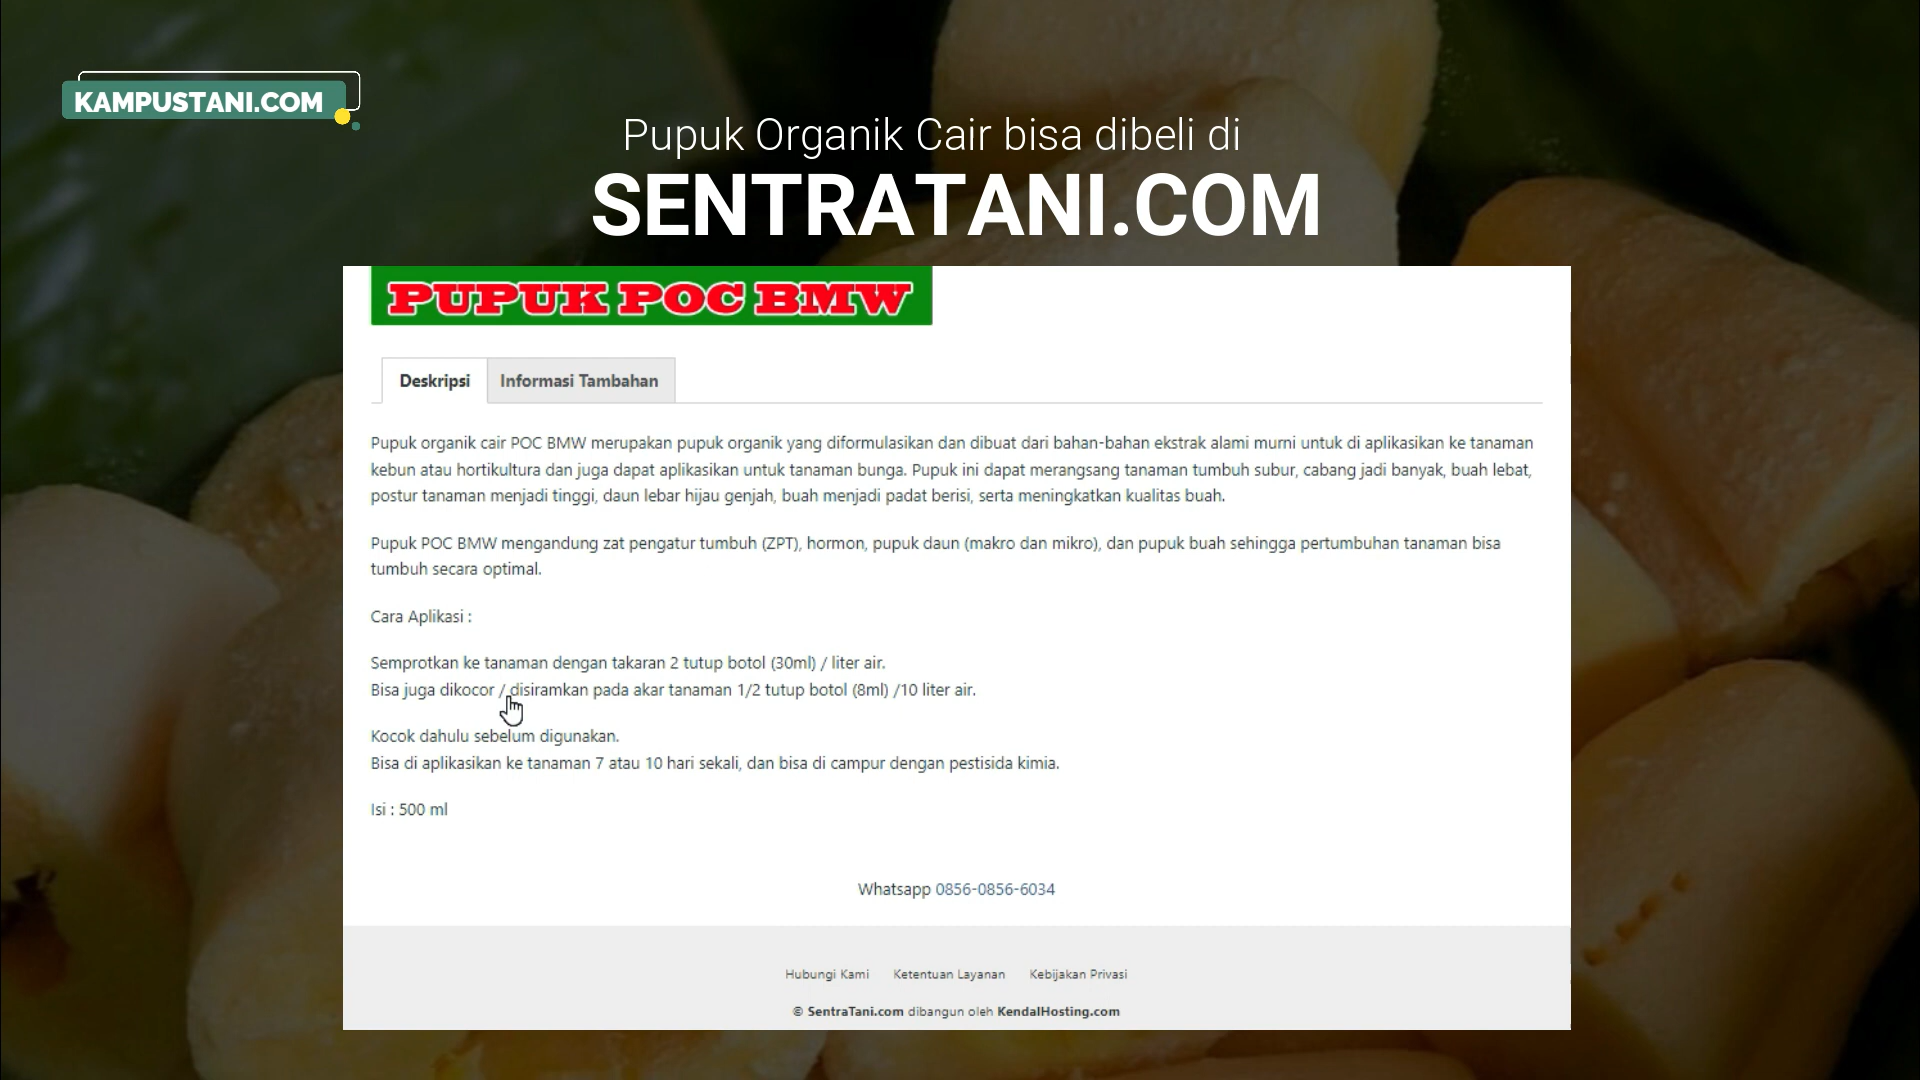 KAMPUSTANI.COM
Pupuk Organik Cair bisa dibeli di
SENTRATANI.COM
PUPUK POC BMW
Deskripsi
Informasi Tambahan
Pupuk organik cair POC BMW merupakan pupuk organik yang diformulasikan dan dibuat dari bahan-bahan ekstrak alami murni untuk di aplikasikan ke tanaman
kebun atau hortikultura dan juga dapat aplikasikan untuk tanaman bunga. Pupuk ini dapat merangsang tanaman tumbuh subur, cabang jadi banyak, buah lebat,
postur tanaman menjadi tinggi, daun lebar hijau genjah, buah menjadi padat berisi, serta meningkatkan kualitas buah.
Pupuk POC BMW mengandung zat pengatur tumbuh (ZPT), hormon, pupuk daun (makro dan mikro), dan pupuk buah sehingga pertumbuhan tanaman bisa
tumbuh secara optimal.
Cara Aplikasi :
Semprotkan ke tanaman dengan takaran 2 tutup botol (30ml) / liter air.
Bisa juga dikocor / disiramkan pada akar tanaman 1/2 tutup botol (8ml) /10 liter air.
Kocok dahulu sebelum digunakan.
Bisa di aplikasikan ke tanaman 7 atau 10 hari sekali, dan bisa di campur dengan pestisida kimia.
Isi : 500 ml
Whatsapp 0856-0856-6034
Hubungi Kami
Ketentuan Layanan
Kebijakan Privasi
© SentraTani.com dibangun oleh KendalHosting.com